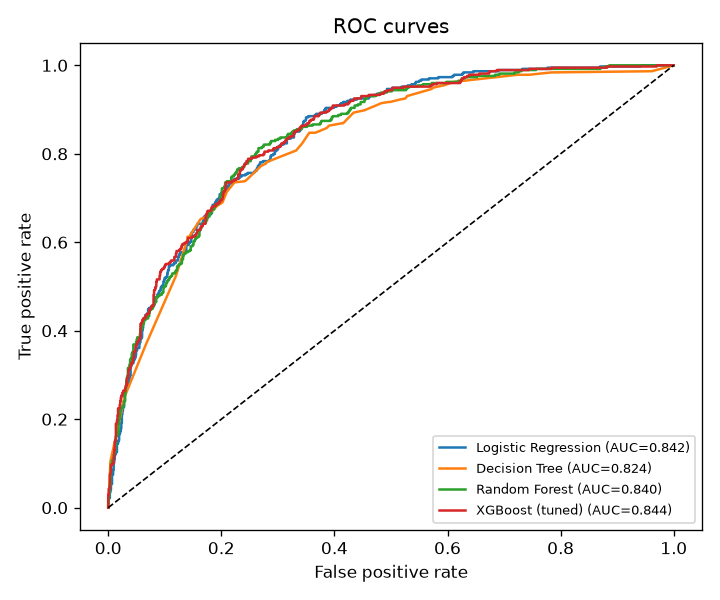 ROC curves
True positive rate
1.0
0.8
0.6
0.4
0.2
0.0
Logistic Regression (AUC=0.842)
Decision Tree (AUC=0.824)
Random Forest (AUC=0.840)
XGBoost (tuned) (AUC=0.844)
0.0 0.2 0.4 0.6 0.8 1.0
False positive rate